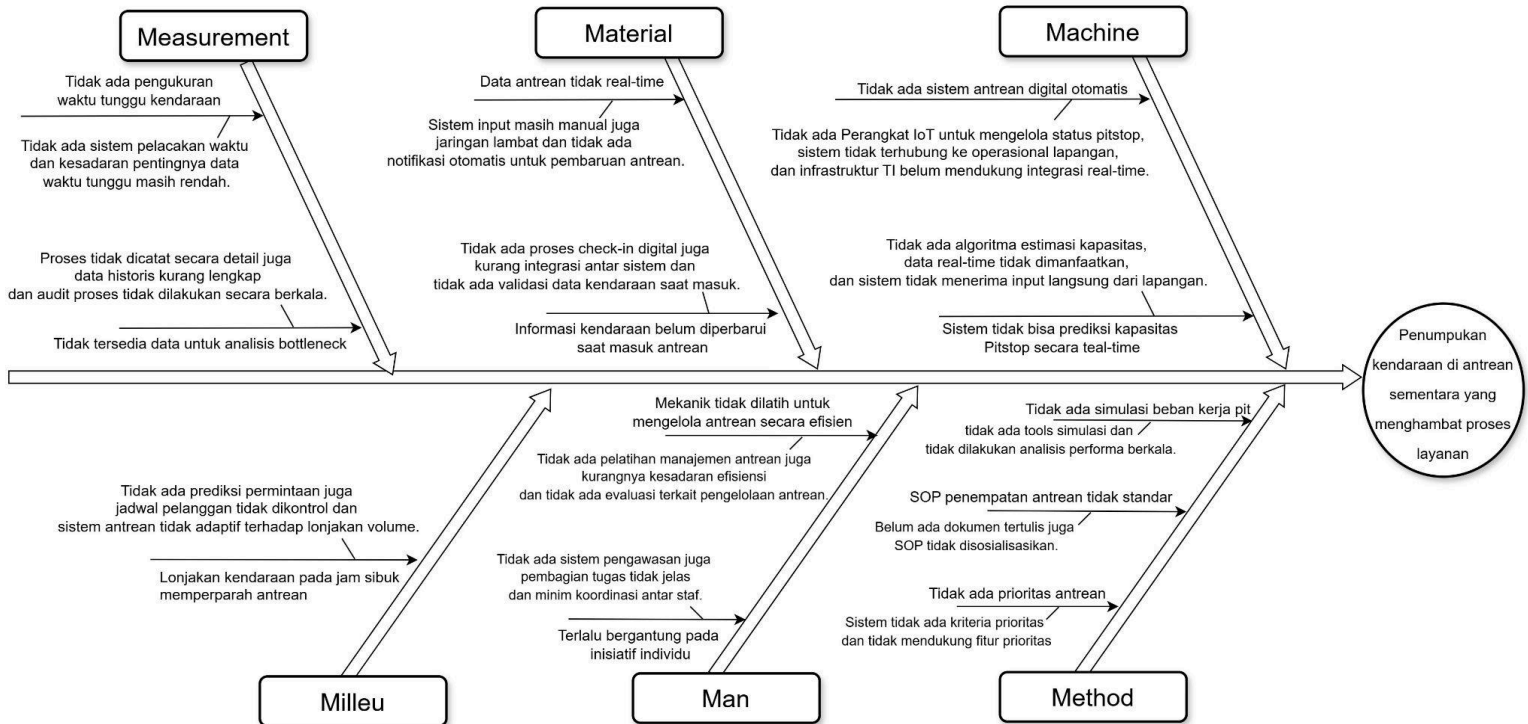 Measurement
Tidak ada pengukuran
waktu tunggu kendaraan
Tidak ada sistem pelacakan waktu
dan kesadaran pentingnya data
waktu tunggu masih rendah.
Proses tidak dicatat secara detail juga
data historis kurang lengkap
dan audit proses tidak dilakukan secara berkala.
Tidak tersedia data untuk analisis bottleneck
Material
Data antrean tidak real-time
Sistem input masih manual juga
jaringan lambat dan tidak ada
notifikasi otomatis untuk pembaruan antrean.
Tidak ada proses check-in digital juga
kurang integrasi antar sistem dan
tidak ada validasi data kendaraan saat masuk.
Informasi kendaraan belum diperbarui
saat masuk antrean
Machine
Tidak ada sistem antrean digital otomatis
Tidak ada Perangkat IoT untuk mengelola status pitstop,
sistem tidak terhubung ke operasional lapangan,
dan infrastruktur TI belum mendukung integrasi real-time.
Tidak ada algoritma estimasi kapasitas,
data real-time tidak dimanfaatkan,
dan sistem tidak menerima input langsung dari lapangan.
Sistem tidak bisa prediksi kapasitas
Pitstop secara teal-time
Penumpukan
kendaraan di antrean
sementara yang
menghambat proses
layanan
Tidak ada prediksi permintaan juga
jadwal pelanggan tidak dikontrol dan
sistem antrean tidak adaptif terhadap lonjakan volume.
Lonjakan kendaraan pada jam sibuk
memperparah antrean
Milleu
Mekanik tidak dilatih untuk
mengelola antrean secara efisien
Tidak ada pelatihan manajemen antrean juga
kurangnya kesadaran efisiensi
dan tidak ada evaluasi terkait pengelolaan antrean.
Tidak ada sistem pengawasan juga
pembagian tugas tidak jelas
dan minim koordinasi antar staf.
Terlalu bergantung pada
inisiatif individu
Man
Tidak ada simulasi beban kerja pit
tidak ada tools simulasi dan
tidak dilakukan analisis performa berkala.
SOP penempatan antrean tidak standar
Belum ada dokumen tertulis juga
SOP tidak disosialisasikan.
Tidak ada prioritas antrean
Sistem tidak ada kriteria prioritas
dan tidak mendukung fitur prioritas
Method